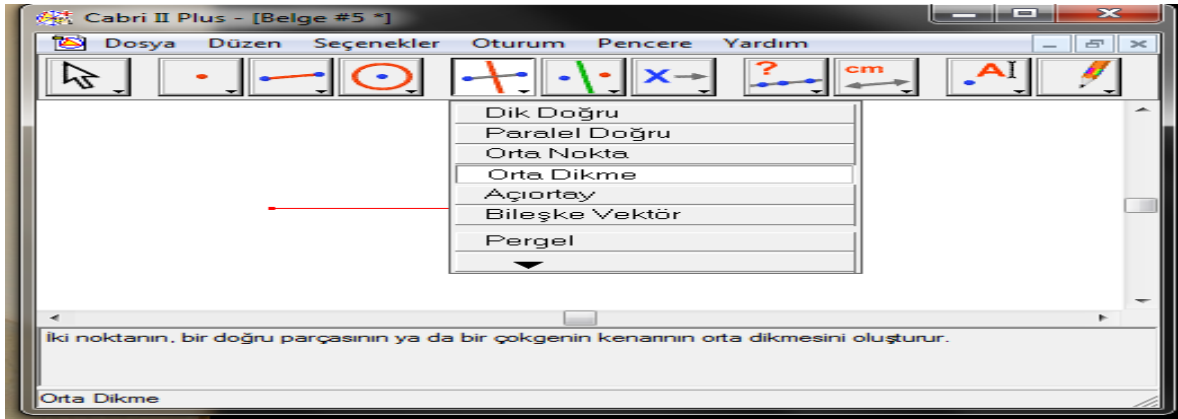 Cabri II Plus - [Belge #5 *]
Dosya Düzen Seçenekler Oturum Pencere Yardım
? cm A
Dik Doğru
Paralel Doğru
Orta Nokta
Orta Dikme
Açıortay
Bileşke Vektör
Pergel
İki noktanın, bir doğru parçasının ya da bir çokgenin kenarının orta dikmesini oluşturur.
Orta Dikme